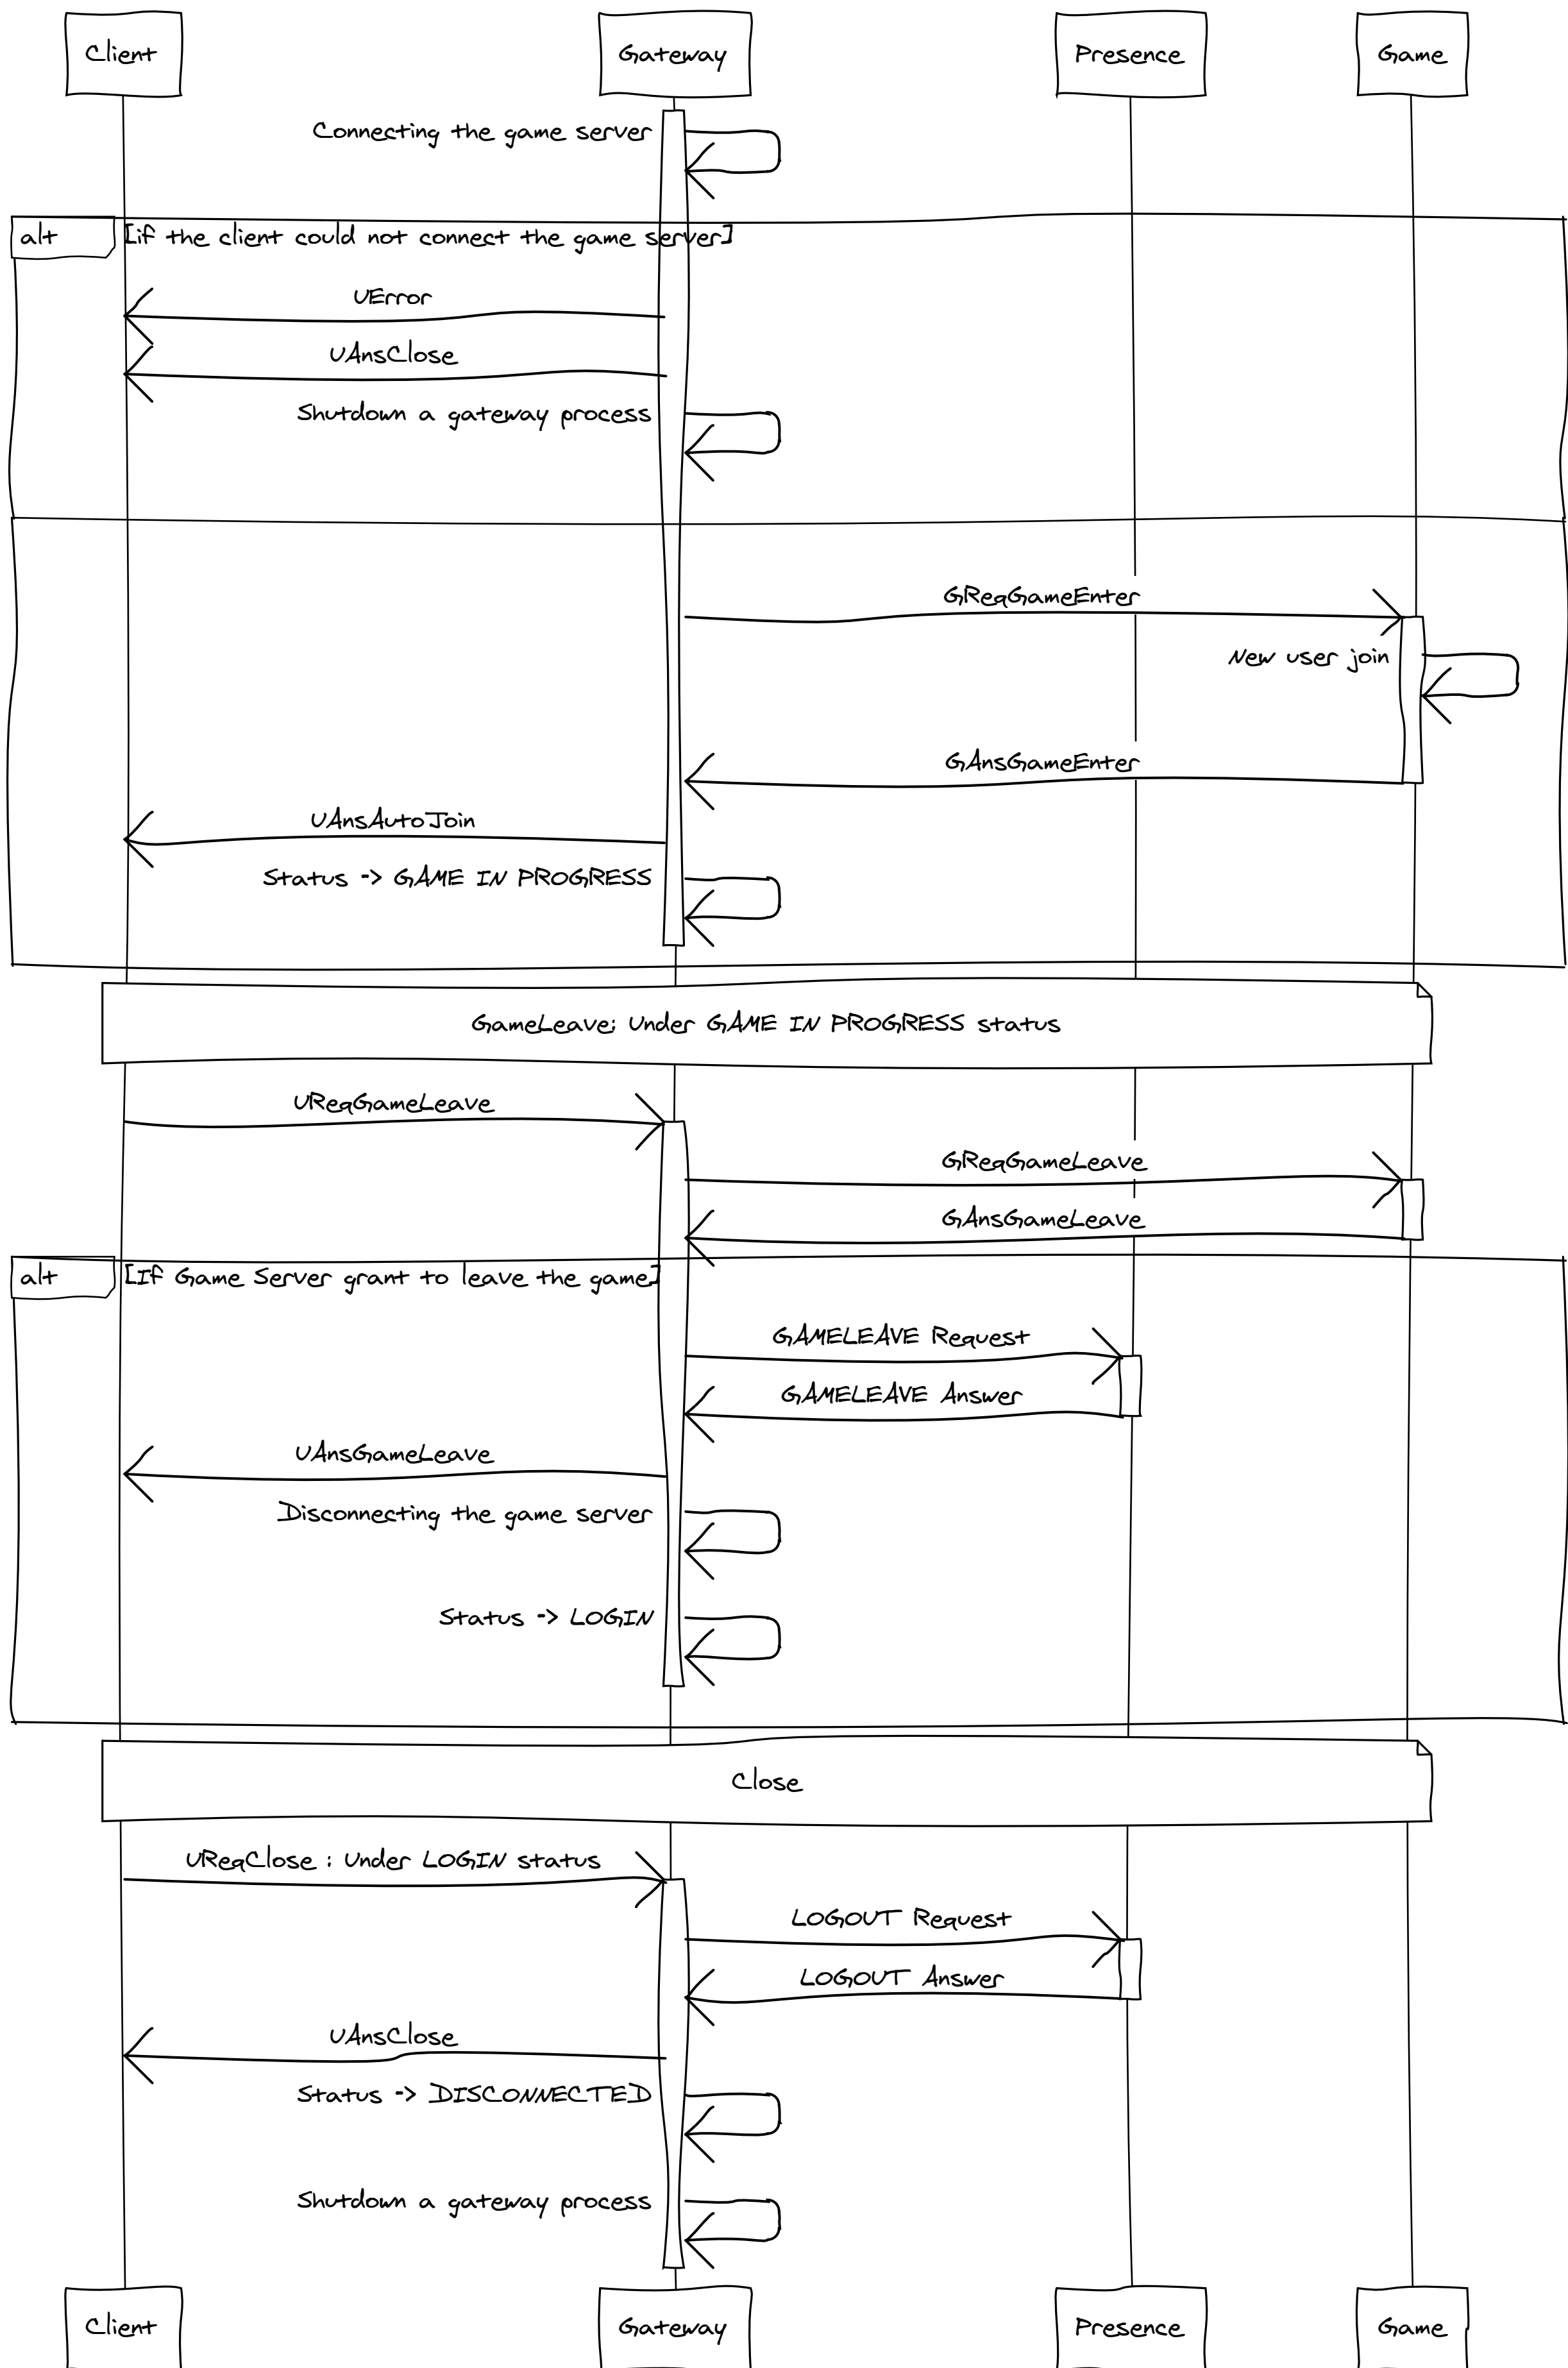 Client
Gateway
Presence
Game
Connecting the game server
alt
[if the client could not connect the game server]
UError
UAnsClose
Shutdown a gateway process
GReqGameEnter
New user join
GAnsGameEnter
UAnsAutoJoin
Status -> GAME IN PROGRESS
GameLeave: Under GAME IN PROGRESS status
UReqGameLeave
GReqGameLeave
GAnsGameLeave
alt
[If Game Server grant to leave the game]
GAMELEAVE Request
GAMELEAVE Answer
UAnsGameLeave
Disconnecting the game server
Status -> LOGIN
Close
UReqClose : Under LOGIN status
LOGOUT Request
LOGOUT Answer
UAnsClose
Status -> DISCONNECTED
Shutdown a gateway process
Client
Gateway
Presence
Game